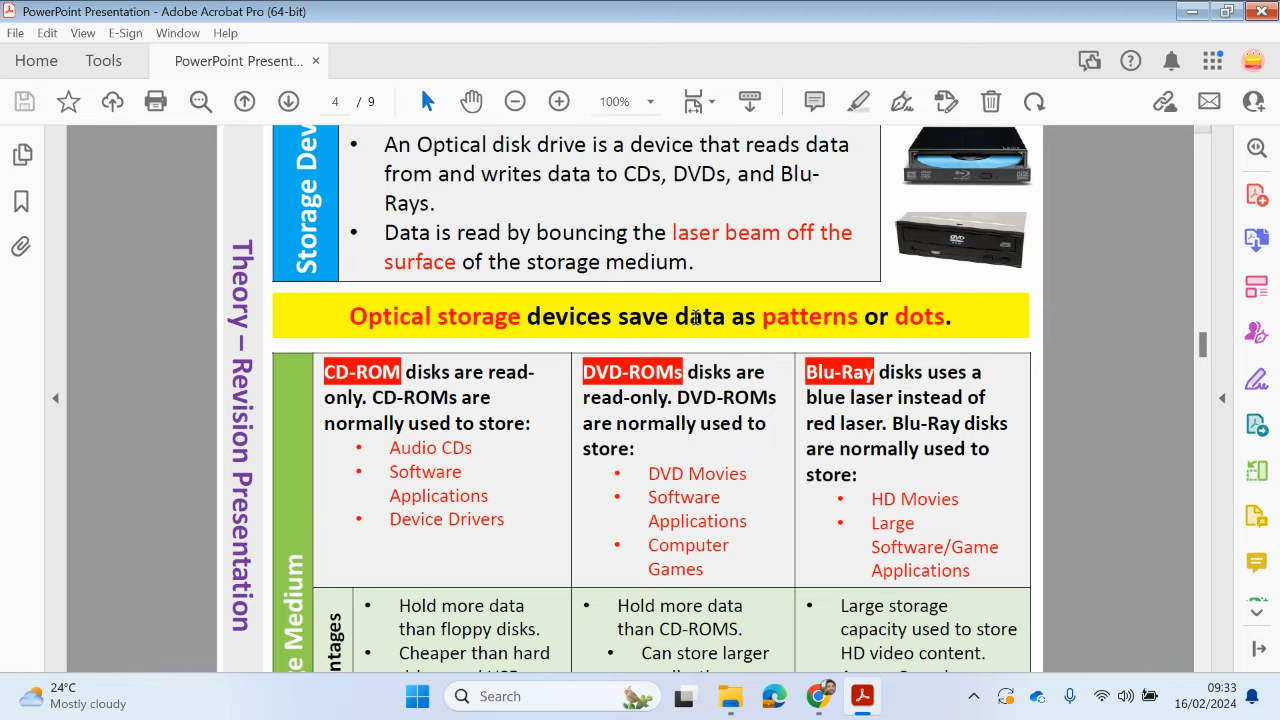 PowerPoint Presentation - Adobe Acrobat Pro (64-bit)
File Edit View E-Sign Window Help
Home Tools PowerPoint Present... ×
4 / 9 100%
Storage Dev
• An Optical disk drive is a device that reads data
from and writes data to CDs, DVDs, and Blu-
Rays.
• Data is read by bouncing the laser beam off the
surface of the storage medium.
Theory – Revision Presentation
Optical storage devices save data as patterns or dots.
CD-ROM disks are read-
only. CD-ROMs are
normally used to store:
• Audio CDs
• Software
Applications
• Device Drivers
DVD-ROMs disks are
read-only. DVD-ROMs
are normally used to
store:
• DVD Movies
• Software
Applications
• Computer
Games
Blu-Ray disks uses a
blue laser instead of
red laser. Blu-Ray disks
are normally used to
store:
• HD Movies
• Large
Software/Game
Applications
e Medium
ntages
• Hold more data
than floppy disks.
• Cheaper than hard
• Hold more data
than CD-ROMS.
• Can store larger
• Large storage
capacity used to store
HD video content.
24°C
Mostly cloudy
Search
09:33
16/02/2024